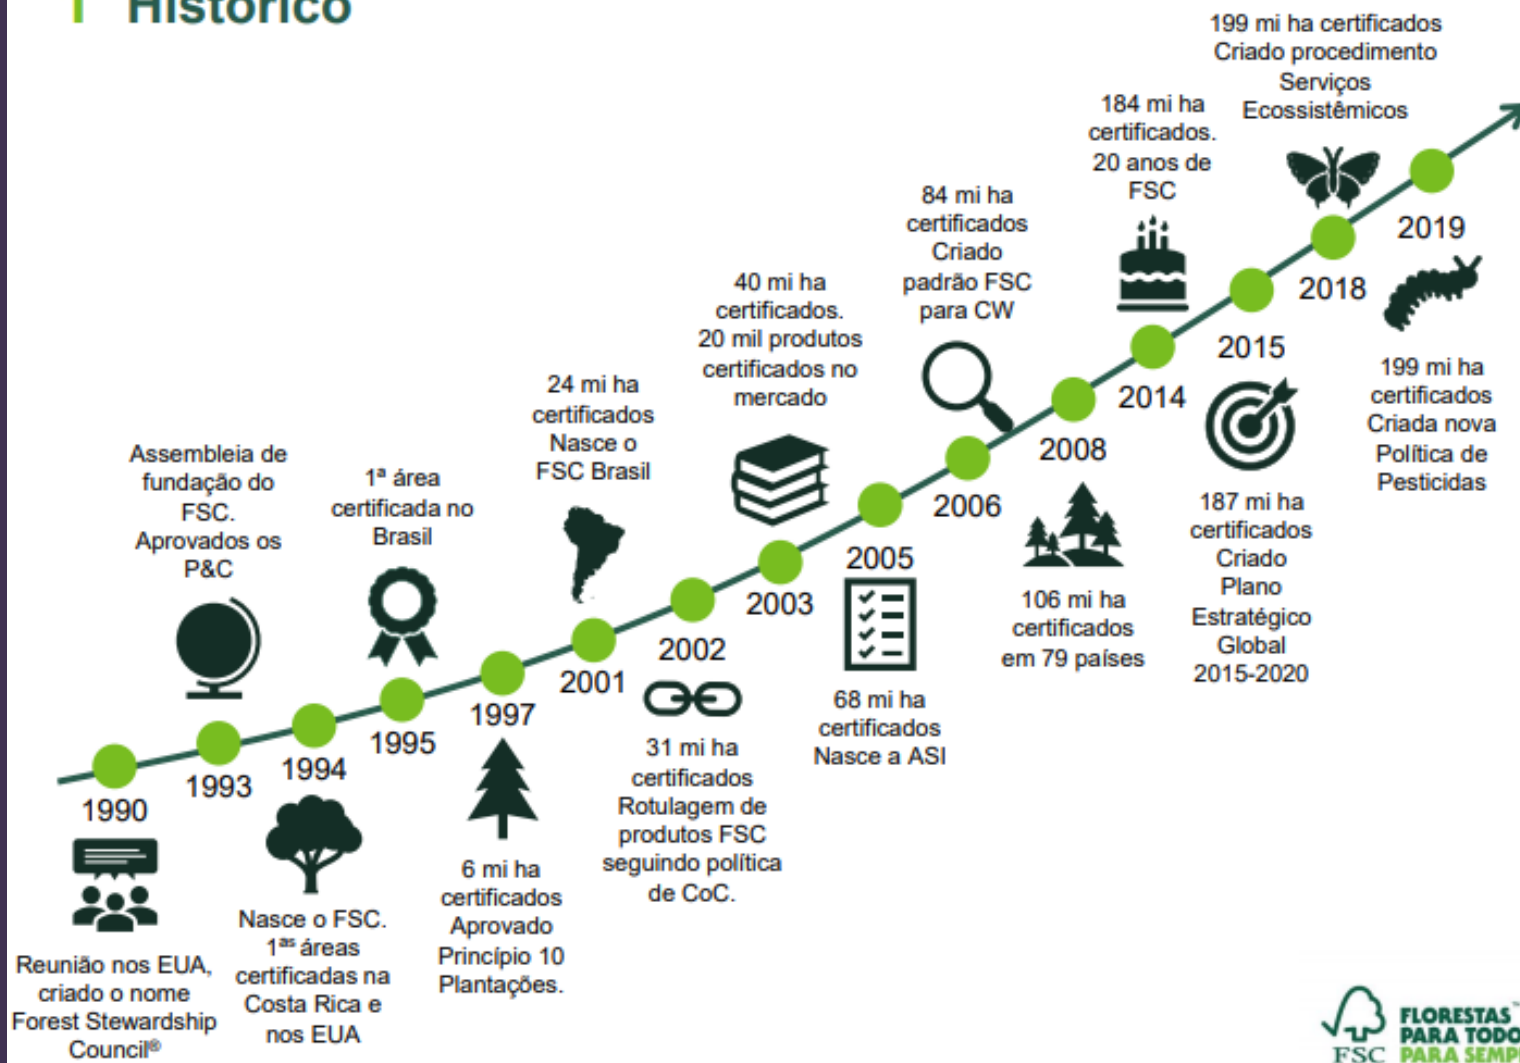 1 Histórico
1990
Reunião nos EUA,
criado o nome
Forest Stewardship
Council®
Assembleia de
fundação do
FSC.
Aprovados os
P&C
1993
1994
Nasce o FSC.
1ªs áreas
certificadas na
Costa Rica e
nos EUA
1ª área
certificada no
Brasil
1995
1997
6 mi ha
certificados
Aprovado
Princípio 10
Plantações.
24 mi ha
certificados
Nasce o
FSC Brasil
2001
2002
31 mi ha
certificados
Rotulagem de
produtos FSC
seguindo política
de CoC.
40 mi ha
certificados.
20 mil produtos
certificados no
mercado
2003
2005
68 mi ha
certificados
Nasce a ASI
84 mi ha
certificados
Criado
padrão FSC
para CW
2006
2008
106 mi ha
certificados
em 79 países
184 mi ha
certificados.
20 anos de
FSC
2014
2015
187 mi ha
certificados
Criado
Plano
Estratégico
Global
2015-2020
199 mi ha certificados
Criado procedimento
Serviços
Ecossistêmicos
2018
2019
199 mi ha
certificados
Criada nova
Política de
Pesticidas
FSC
FLORESTAS™
PARA TODO
PARA SEMP